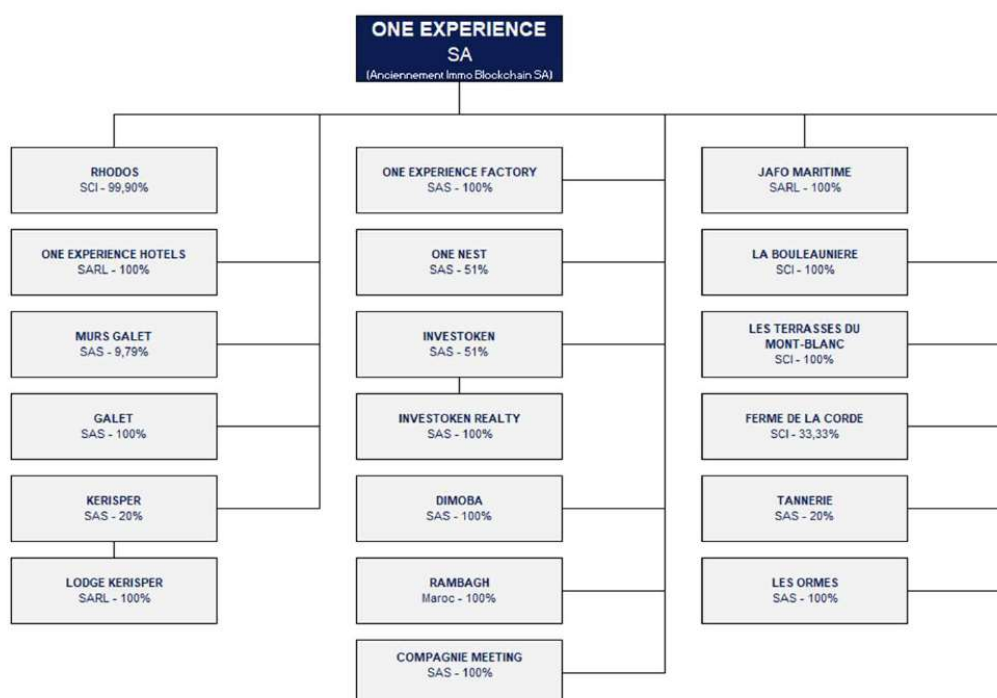 ONE EXPERIENCE
SA
(Anciennement Immo Blockchain SA)
RHODOS
SCI - 99,90%
ONE EXPERIENCE HOTELS
SARL - 100%
MURS GALET
SAS - 9,79%
GALET
SAS - 100%
KERISPER
SAS - 20%
LODGE KERISPER
SARL - 100%
ONE EXPERIENCE FACTORY
SAS - 100%
ONE NEST
SAS - 51%
INVESTOKEN
SAS - 51%
INVESTOKEN REALTY
SAS - 100%
DIMOBA
SAS - 100%
RAMBAGH
Maroc - 100%
COMPAGNIE MEETING
SAS - 100%
JAFO MARITIME
SARL - 100%
LA BOULEAUNIERE
SCI - 100%
LES TERRASSES DU
MONT-BLANC
SCI - 100%
FERME DE LA CORDE
SCI - 33,33%
TANNERIE
SAS - 20%
LES ORMES
SAS - 100%